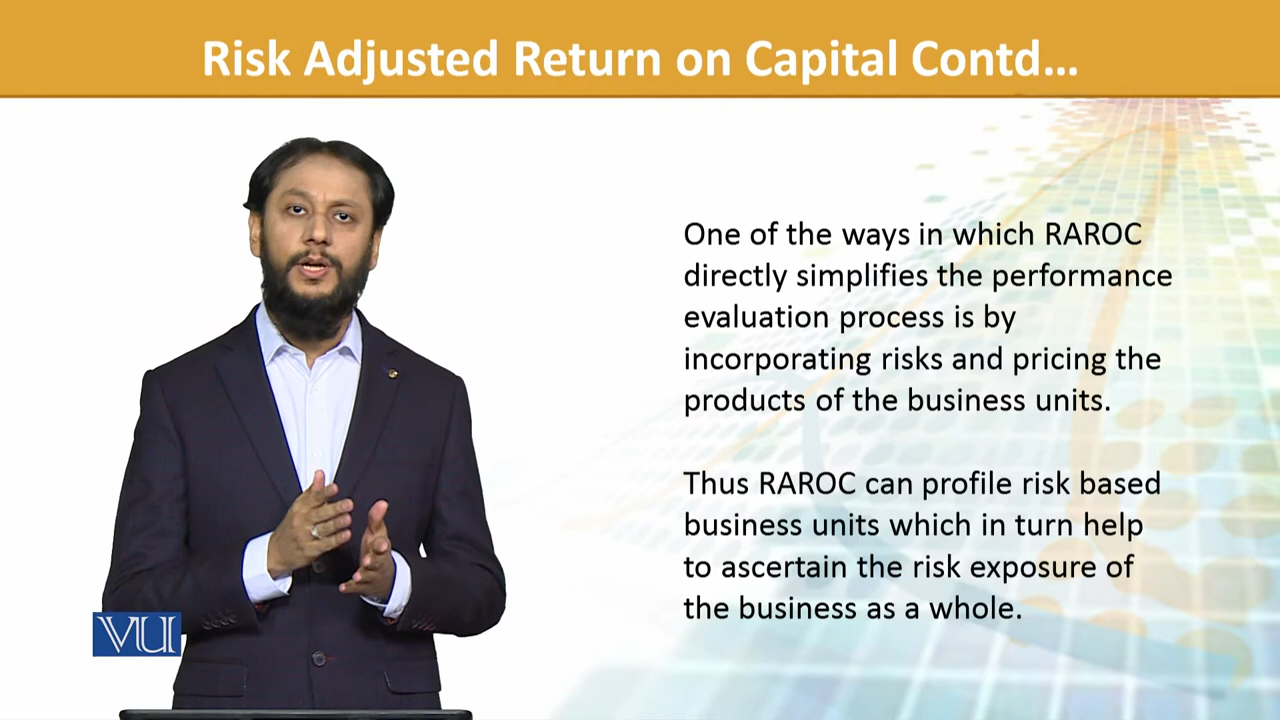 Risk Adjusted Return on Capital Contd...
One of the ways in which RAROC
directly simplifies the performance
evaluation process is by
incorporating risks and pricing the
products of the business units.
Thus RAROC can profile risk based
business units which in turn help
to ascertain the risk exposure of
the business as a whole.
VU